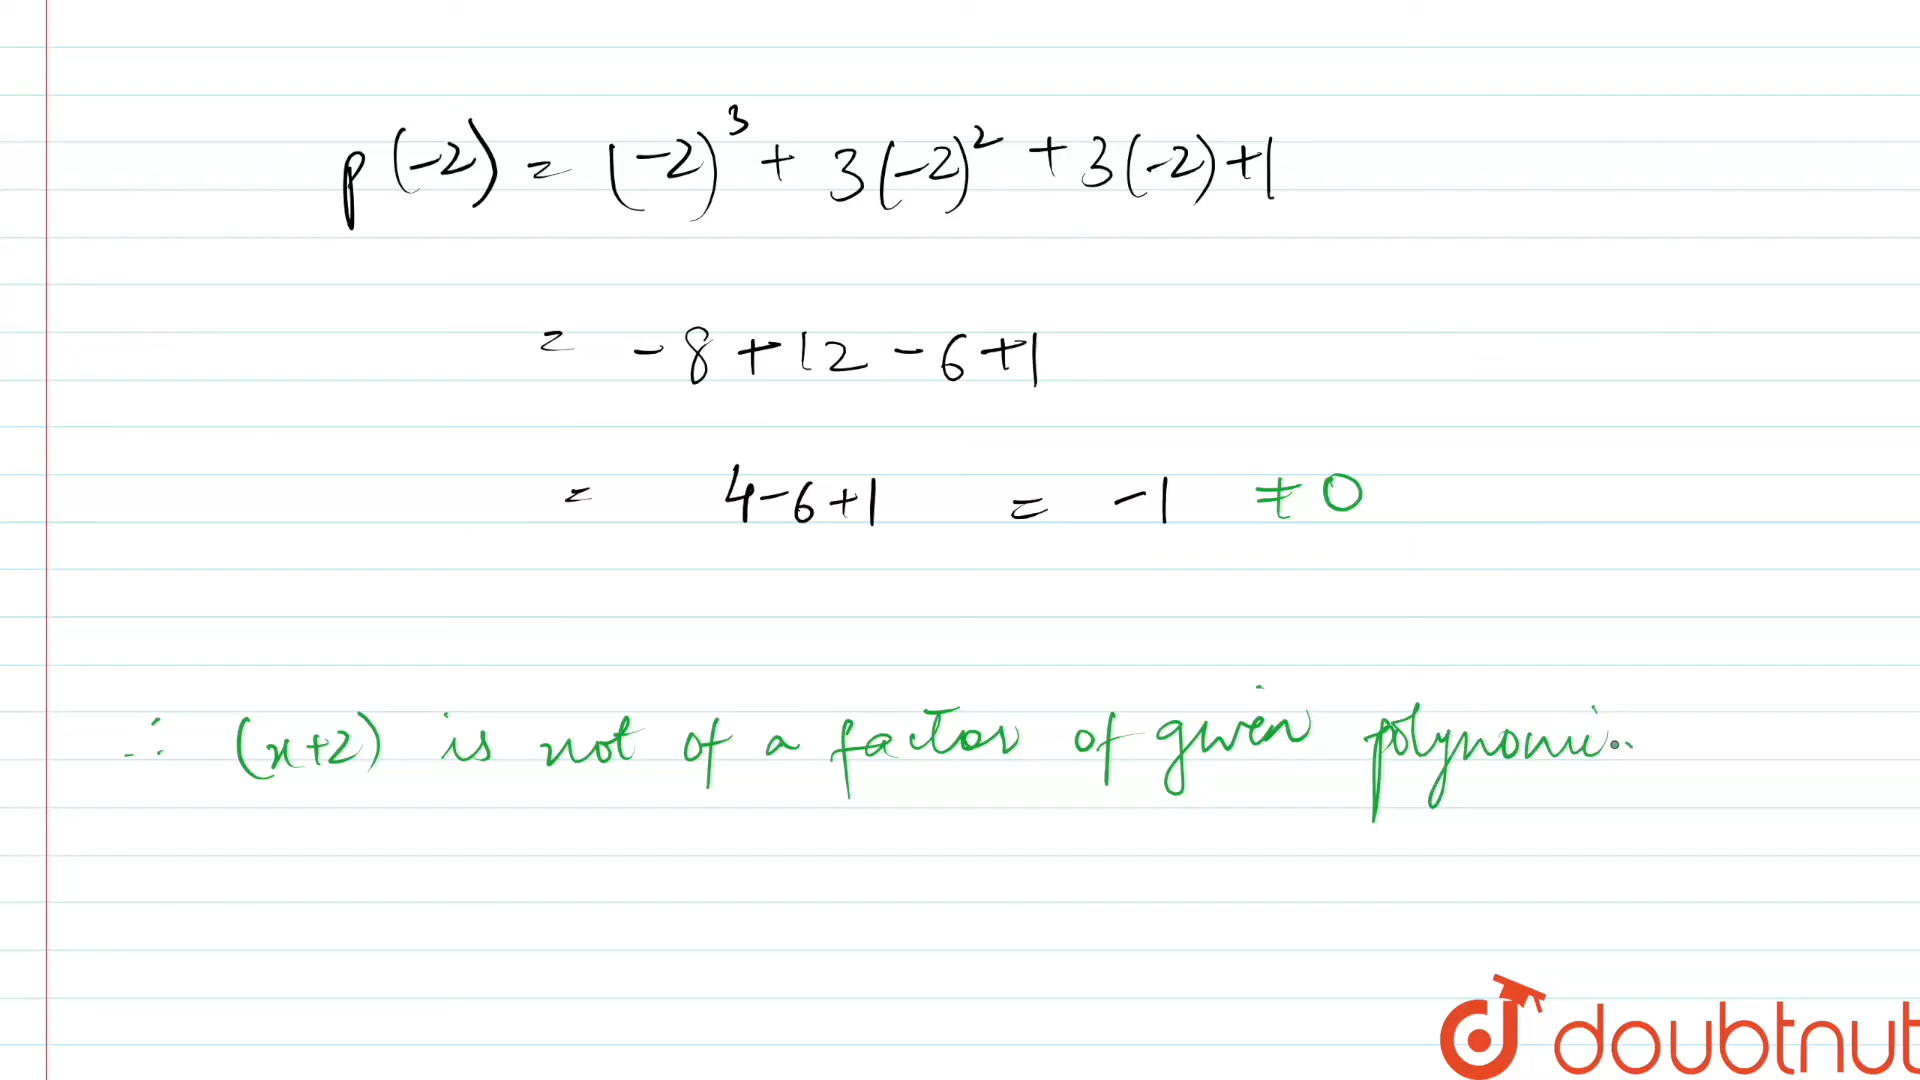 p(-2) = (-2)³ + 3(-2)² + 3(-2)+1
= -8+12-6+1
= 4-6+1 = -1 ≠ 0
∴ (x+2) is not of a factor of given polynomi
doubtnut